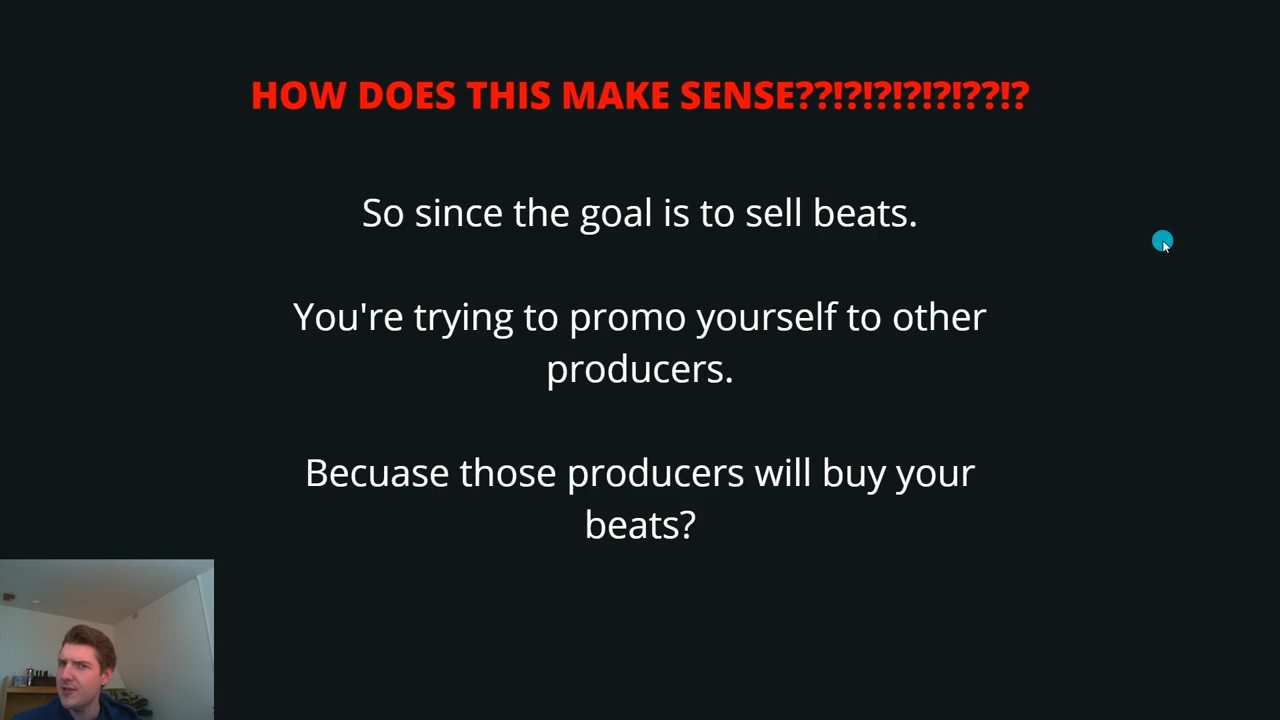 HOW DOES THIS MAKE SENSE??!?!?!?!?!??!?
So since the goal is to sell beats.
You're trying to promo yourself to other
producers.
Becuase those producers will buy your
beats?